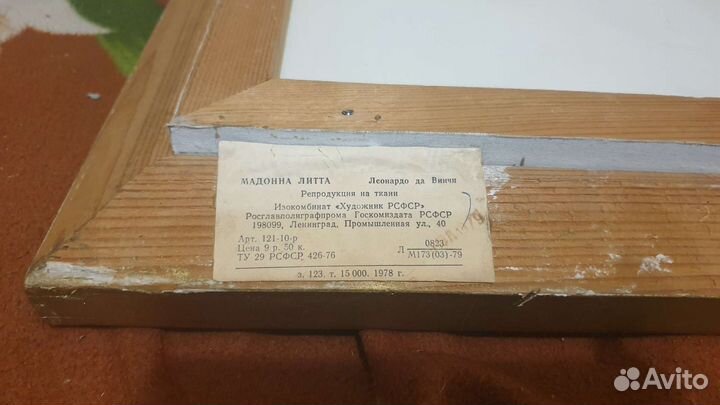 МАДОННА ЛИТТА Леонардо да Винчи
Репродукция на ткани
Изокомбинат «Художник РСФСР»
Росглавполиграфпрома Госкомиздата РСФСР
198099, Ленинград, Промышленная ул., 40
Арт. 121-10-р
Цена 9 р. 50 к.
ТУ 29 РСФСР 426-76
Л 0823
М173(03)-79
з. 123. т. 15 000. 1978 г.
Avito